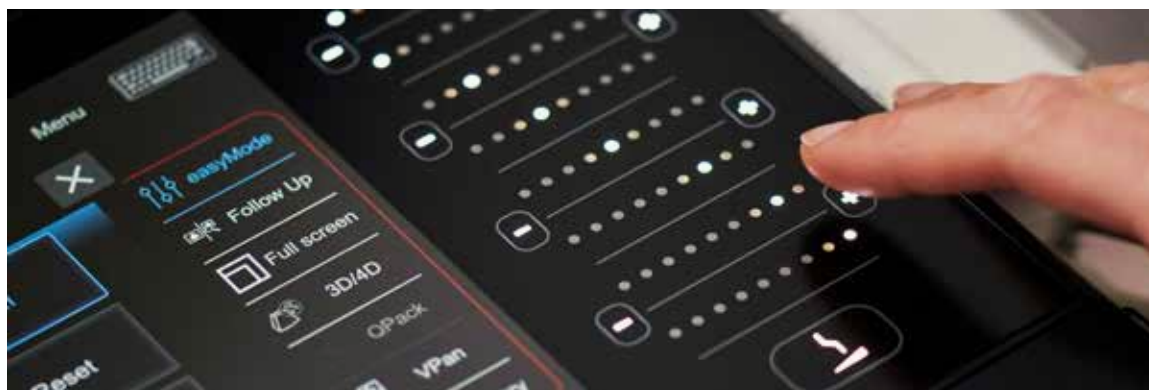 Menu
easyMode
Follow Up
Full screen
3D/4D
QPack
VPan
Reset